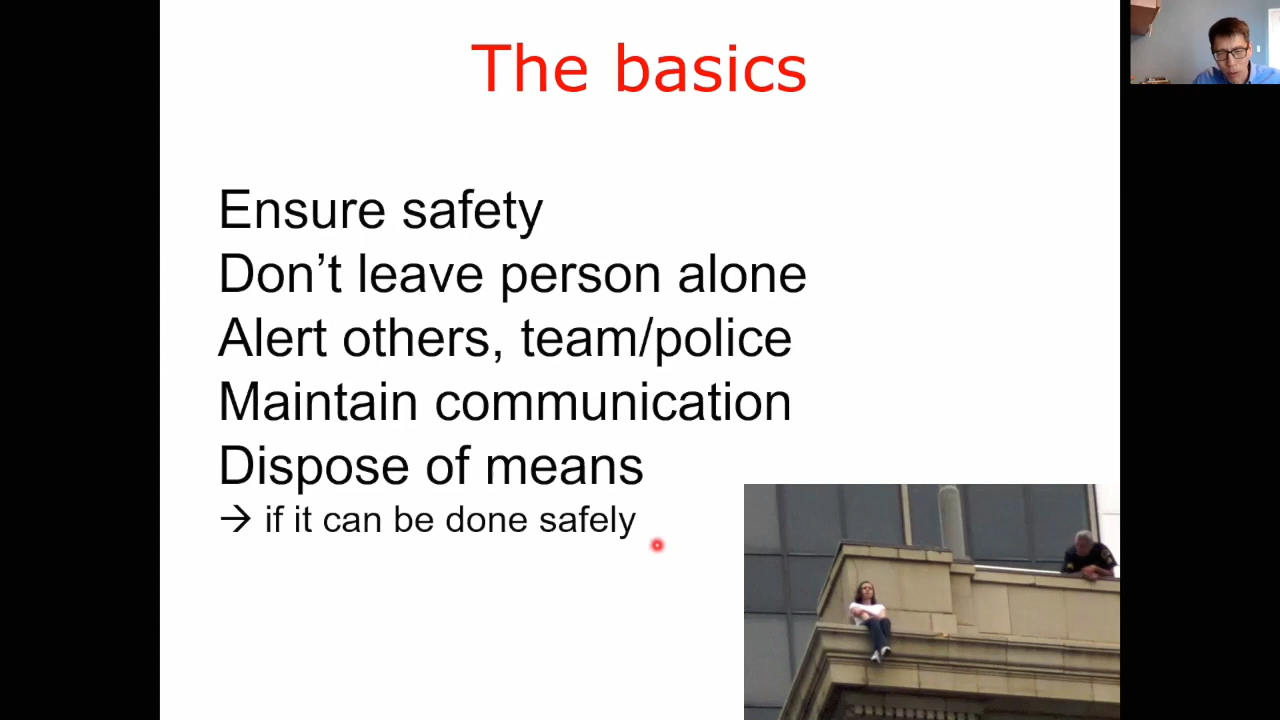 The basics
Ensure safety
Don’t leave person alone
Alert others, team/police
Maintain communication
Dispose of means
→ if it can be done safely